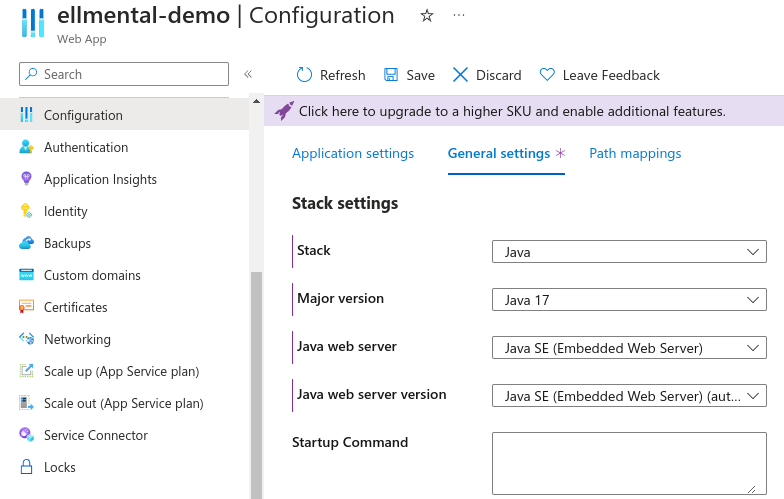 ellmental-demo | Configuration
Web App
Search
Refresh
Save
Discard
Leave Feedback
Configuration
Authentication
Application Insights
Identity
Backups
Custom domains
Certificates
Networking
Scale up (App Service plan)
Scale out (App Service plan)
Service Connector
Locks
Click here to upgrade to a higher SKU and enable additional features.
Application settings
General settings *
Path mappings
Stack settings
Stack
Java
Major version
Java 17
Java web server
Java SE (Embedded Web Server)
Java web server version
Java SE (Embedded Web Server) (aut...
Startup Command